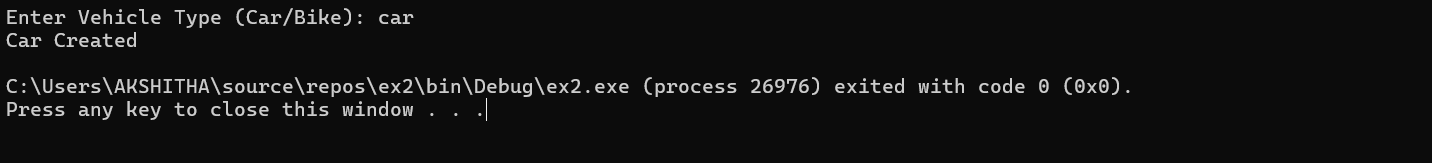 Enter Vehicle Type (Car/Bike): car
Car Created
C:\Users\AKSHITHA\source\repos\ex2\bin\Debug\ex2.exe (process 26976) exited with code 0 (0x0).
Press any key to close this window . . .